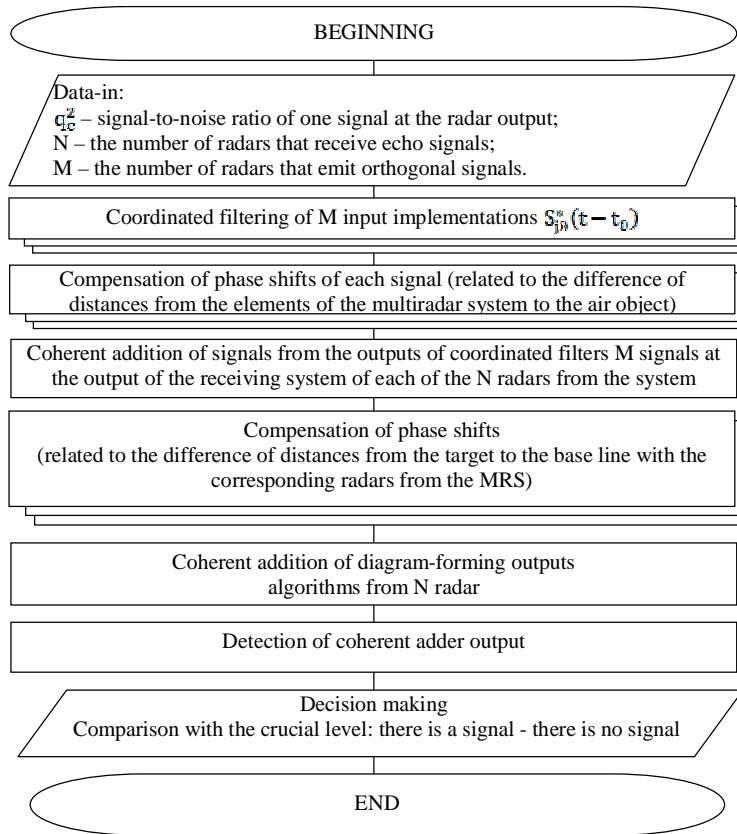 BEGINNING
Data-in:
q²꜀ – signal-to-noise ratio of one signal at the radar output;
N – the number of radars that receive echo signals;
M – the number of radars that emit orthogonal signals.
Coordinated filtering of M input implementations S*ⱼₙ(t − t₀)
Compensation of phase shifts of each signal (related to the difference of
distances from the elements of the multiradar system to the air object)
Coherent addition of signals from the outputs of coordinated filters M signals at
the output of the receiving system of each of the N radars from the system
Compensation of phase shifts
(related to the difference of distances from the target to the base line with the
corresponding radars from the MRS)
Coherent addition of diagram-forming outputs
algorithms from N radar
Detection of coherent adder output
Decision making
Comparison with the crucial level: there is a signal - there is no signal
END